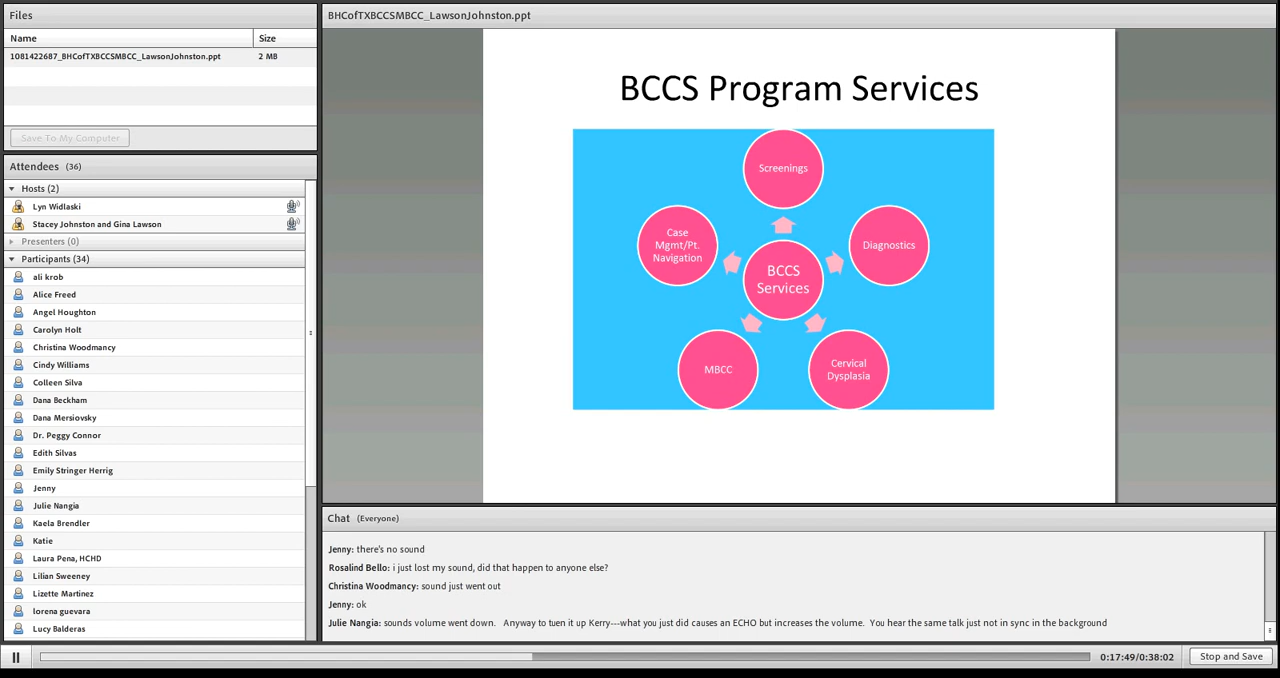 Files
Name Size
1081422687_BHCofTXBCCSMBCC_LawsonJohnston.ppt 2 MB
Save To My Computer
Attendees (36)
Hosts (2)
Lyn Widlaski
Stacey Johnston and Gina Lawson
Presenters (0)
Participants (34)
ali krob
Alice Freed
Angel Houghton
Carolyn Holt
Christina Woodmancy
Cindy Williams
Colleen Silva
Dana Beckham
Dana Mersiovsky
Dr. Peggy Connor
Edith Silvas
Emily Stringer Herrig
Jenny
Julie Nangia
Kaela Brendler
Katie
Laura Pena, HCHD
Lilian Sweeney
Lizette Martinez
lorena guevara
Lucy Balderas
BHCofTXBCCSMBCC_LawsonJohnston.ppt
BCCS Program Services
Screenings
Case
Mgmt/Pt.
Navigation
Diagnostics
BCCS
Services
MBCC
Cervical
Dysplasia
Chat (Everyone)
Jenny: there's no sound
Rosalind Bello: i just lost my sound, did that happen to anyone else?
Christina Woodmancy: sound just went out
Jenny: ok
Julie Nangia: sounds volume went down. Anyway to tuen it up Kerry---what you just did causes an ECHO but increases the volume. You hear the same talk just not in sync in the background
0:17:49/0:38:02
Stop and Save